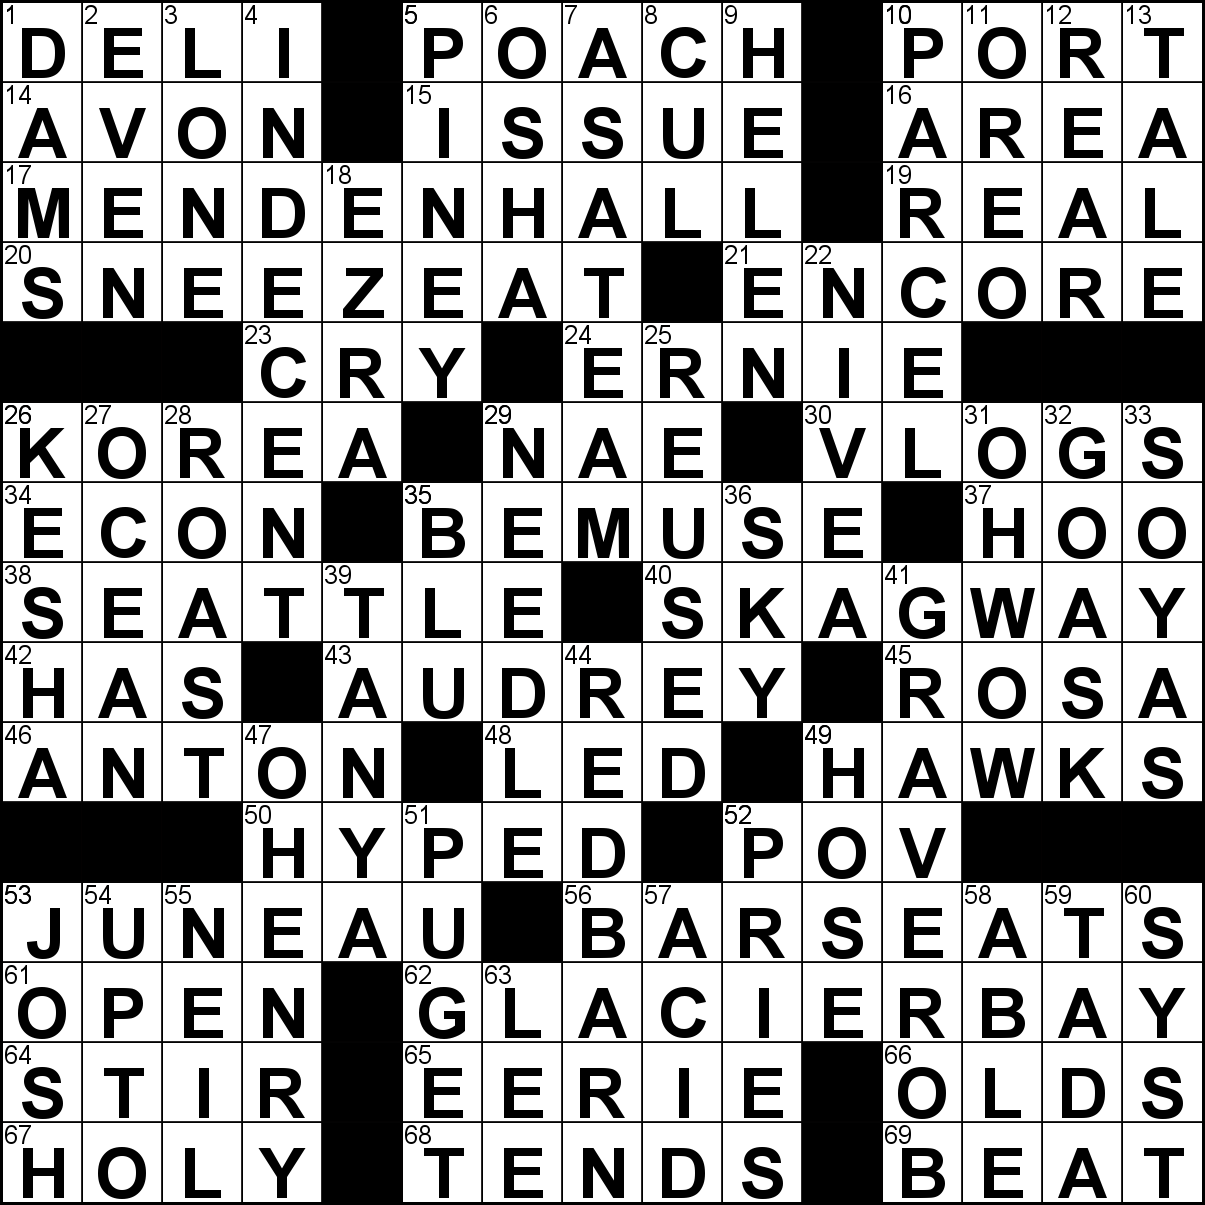 1 2 3 4 5 6 7 8 9 10 11 12 13
D E L I P O A C H P O R T
14 15 16
A V O N I S S U E A R E A
17 18 19
M E N D E N H A L L R E A L
20 21 22
S N E E Z E A T E N C O R E
23 24 25
C R Y E R N I E
26 27 28 29 30 31 32 33
K O R E A N A E V L O G S
34 35 36 37
E C O N B E M U S E H O O
38 39 40 41
S E A T T L E S K A G W A Y
42 43 44 45
H A S A U D R E Y R O S A
46 47 48 49
A N T O N L E D H A W K S
50 51 52
H Y P E D P O V
53 54 55 56 57 58 59 60
J U N E A U B A R S E A T S
61 62 63
O P E N G L A C I E R B A Y
64 65 66
S T I R E E R I E O L D S
67 68 69
H O L Y T E N D S B E A T